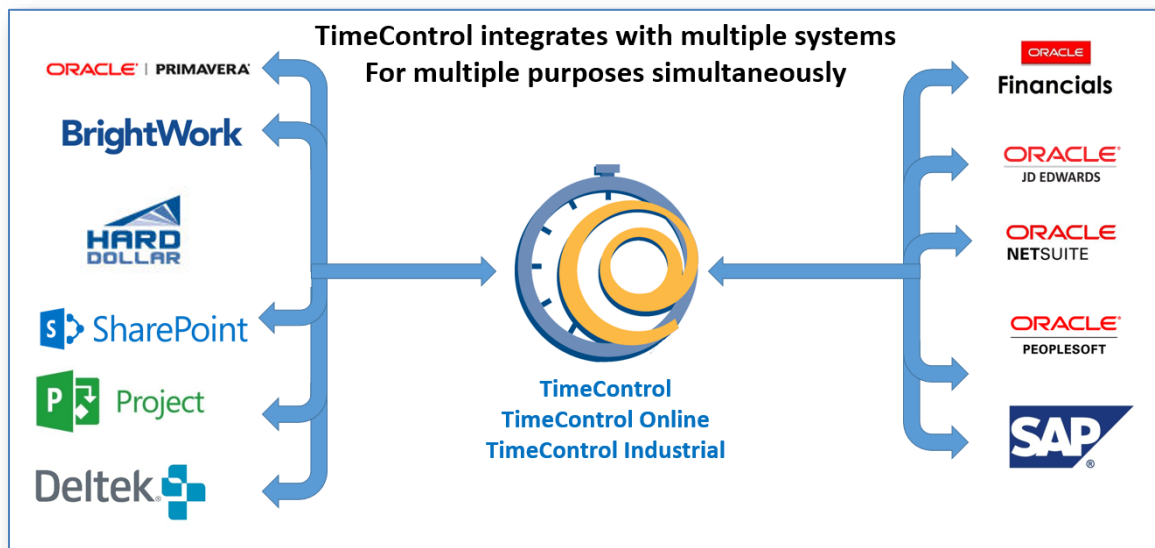 TimeControl integrates with multiple systems
For multiple purposes simultaneously
ORACLE® | PRIMAVERA®
BrightWork
HARD
DOLLAR
S SharePoint
P Project
Deltek®
TimeControl
TimeControl Online
TimeControl Industrial
ORACLE
Financials
ORACLE®
JD EDWARDS
ORACLE®
NETSUITE
ORACLE®
PEOPLESOFT
SAP®